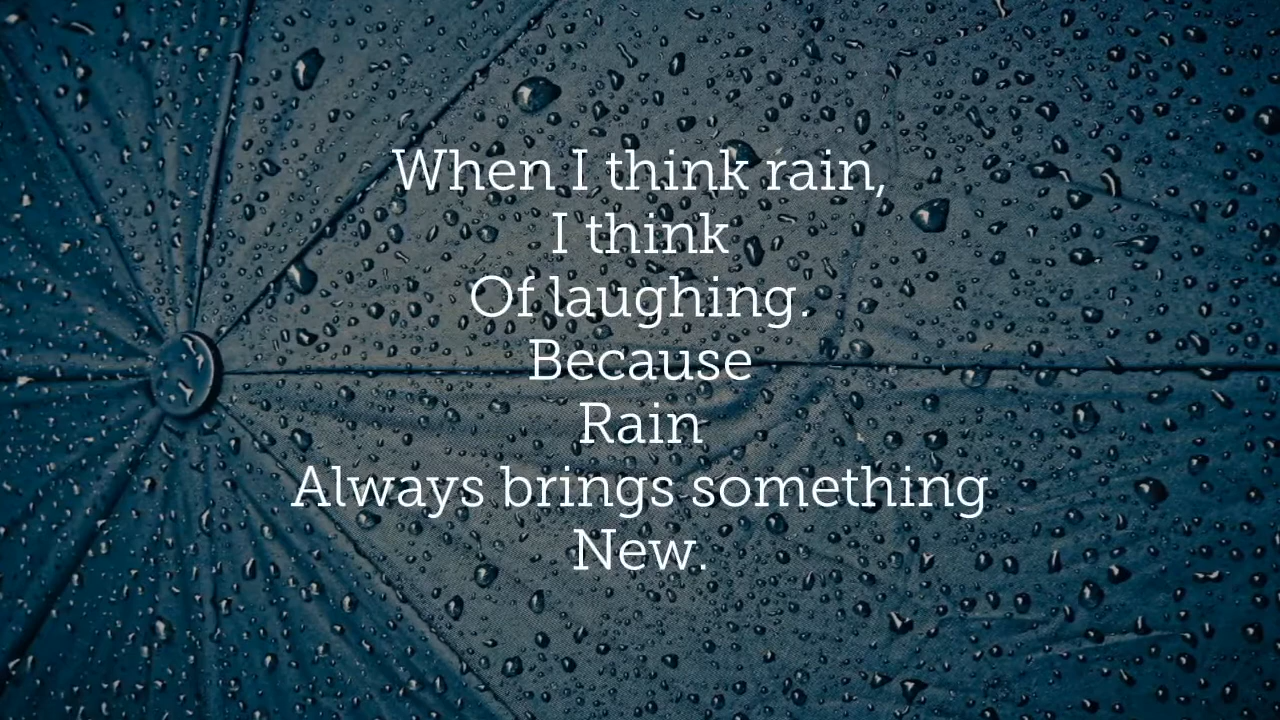 When I think rain,
I think
Of laughing.
Because
Rain
Always brings something
New.